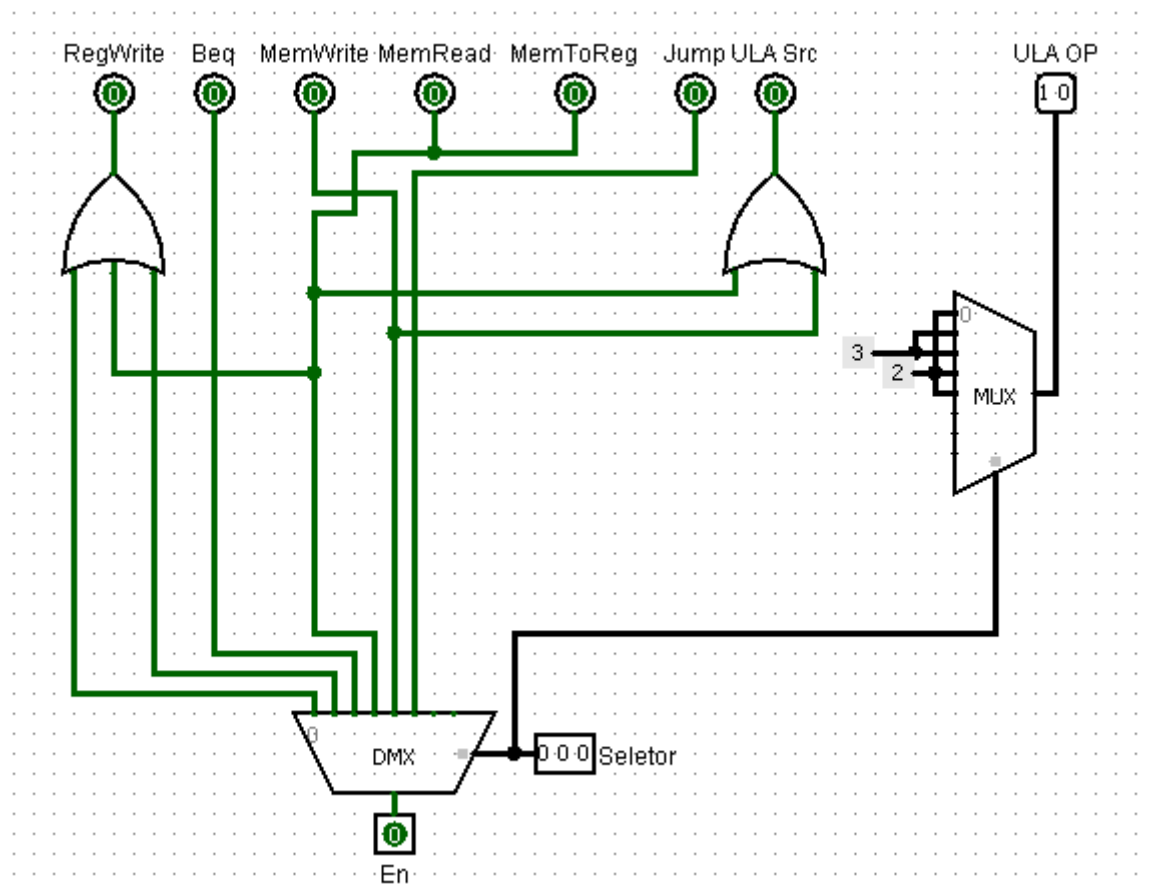 RegWrite Beq MemWrite MemRead MemToReg Jump ULA Src ULA OP
0 0 0 0 0 0 0 1 0
0
3
2
MUX
0
DMX
0 0 0 Seletor
0
En